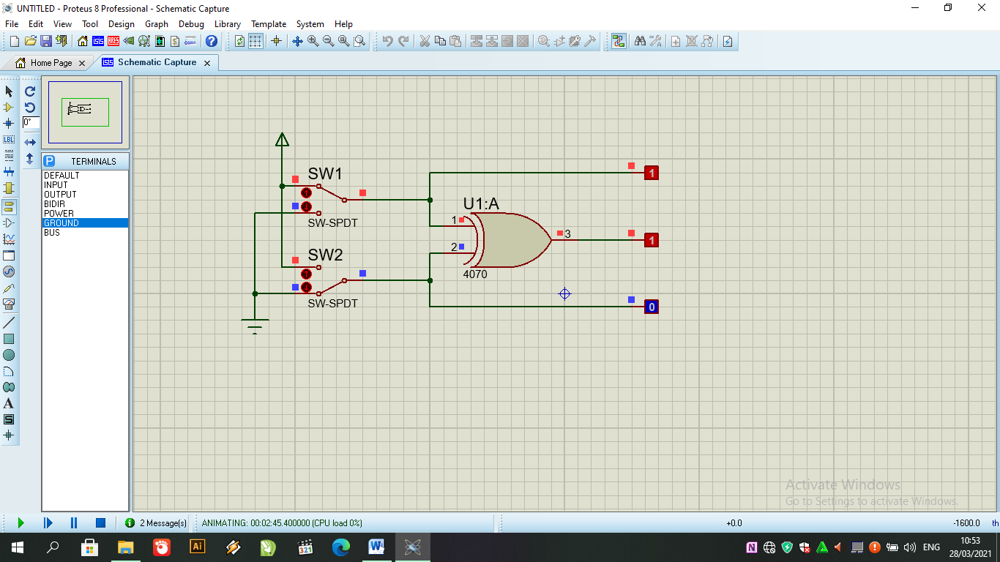 UNTITLED - Proteus 8 Professional - Schematic Capture
File Edit View Tool Design Graph Debug Library Template System Help
Home Page
Schematic Capture
0°
LBL
P TERMINALS
DEFAULT
INPUT
OUTPUT
BIDIR
POWER
GROUND
BUS
A
S
SW1
SW-SPDT
SW2
SW-SPDT
U1:A
1
2
3
4070
1
1
0
Activate Windows
Go to Settings to activate Windows.
2 Message(s) ANIMATING: 00:02:45.400000 (CPU load 0%) +0.0 -1600.0 th
Ai 321 W N ENG 10:53
28/03/2021